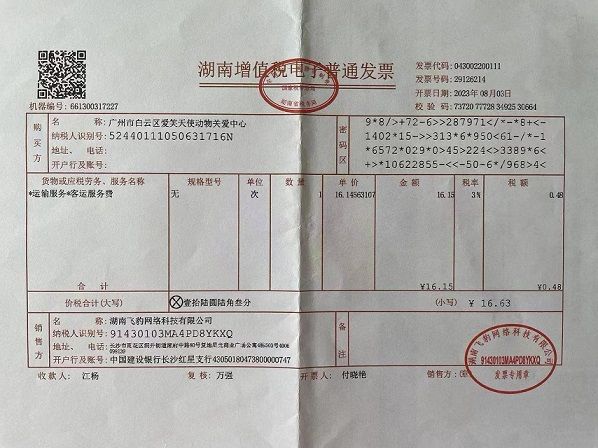 湖南增值税电子普通发票
国家税务总局
湖南省税务局
发票代码: 043002200111
发票号码: 29126214
开票日期: 2023年08月03日
校 验 码: 73720 77728 34925 30664
机器编号: 661300317227
购买方
名 称: 广州市白云区爱笑天使动物关爱中心
纳税人识别号: 52440111050631716N
地址、 电话:
开户行及账号:
密码区
9*8/>+72-6>>287971</*-*8+<-
1402*15->>313*6*950<61-/*-1
*6572*029*0>45<224<<3389*6<
+>*10622855-<<-50-6*/968>4<
货物或应税劳务、服务名称 规格型号 单位 数 量 单 价 金 额 税率 税 额
*运输服务*客运服务费 无 次 1 16.14563107 16.15 3% 0.48
合 计 ¥16.15 ¥0.48
价税合计(大写) ⊗壹拾陆圆陆角叁分 (小写) ¥ 16.63
销售方
名 称: 湖南飞豹网络科技有限公司
纳税人识别号: 91430103MA4PD8YKXQ
地址、 电话:
开户行及账号: 中国建设银行长沙红星支行43050180473800000747
备注
收 款 人: 江杨 复 核: 万强 开 票 人: 付晓艳 销 售 方: (章)
湖南飞豹网络科技有限公司
91430103MA4PD8YKXQ
发票专用章